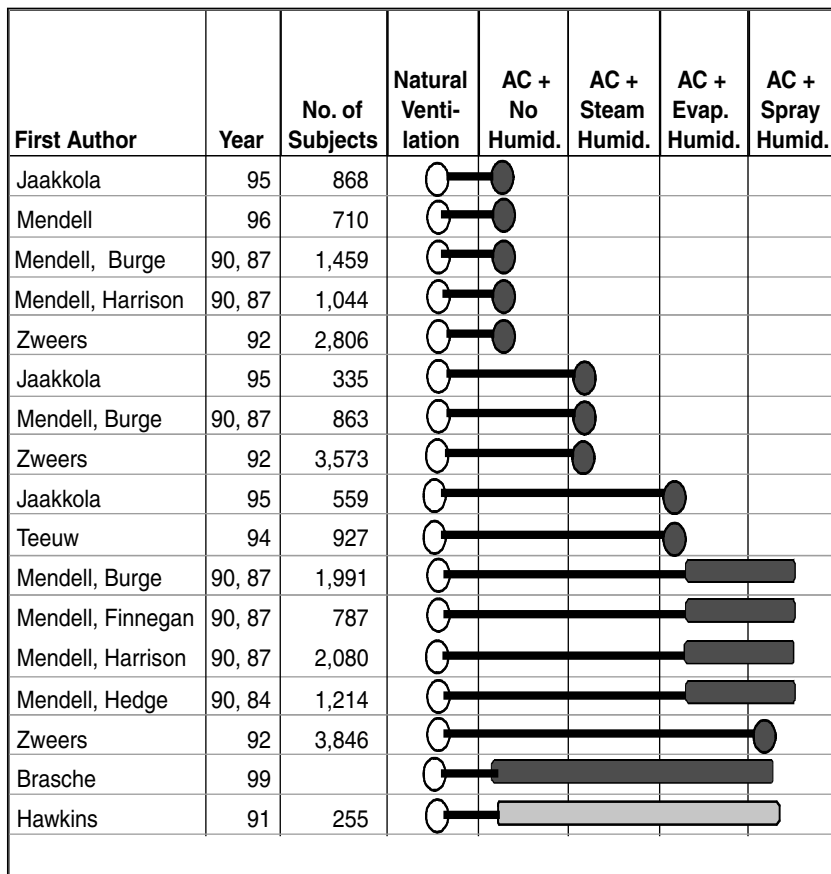 First Author Year No. of Subjects Natural Venti- lation AC + No Humid. AC + Steam Humid. AC + Evap. Humid. AC + Spray Humid.
Jaakkola 95 868
Mendell 96 710
Mendell, Burge 90, 87 1,459
Mendell, Harrison 90, 87 1,044
Zweers 92 2,806
Jaakkola 95 335
Mendell, Burge 90, 87 863
Zweers 92 3,573
Jaakkola 95 559
Teeuw 94 927
Mendell, Burge 90, 87 1,991
Mendell, Finnegan 90, 87 787
Mendell, Harrison 90, 87 2,080
Mendell, Hedge 90, 84 1,214
Zweers 92 3,846
Brasche 99
Hawkins 91 255